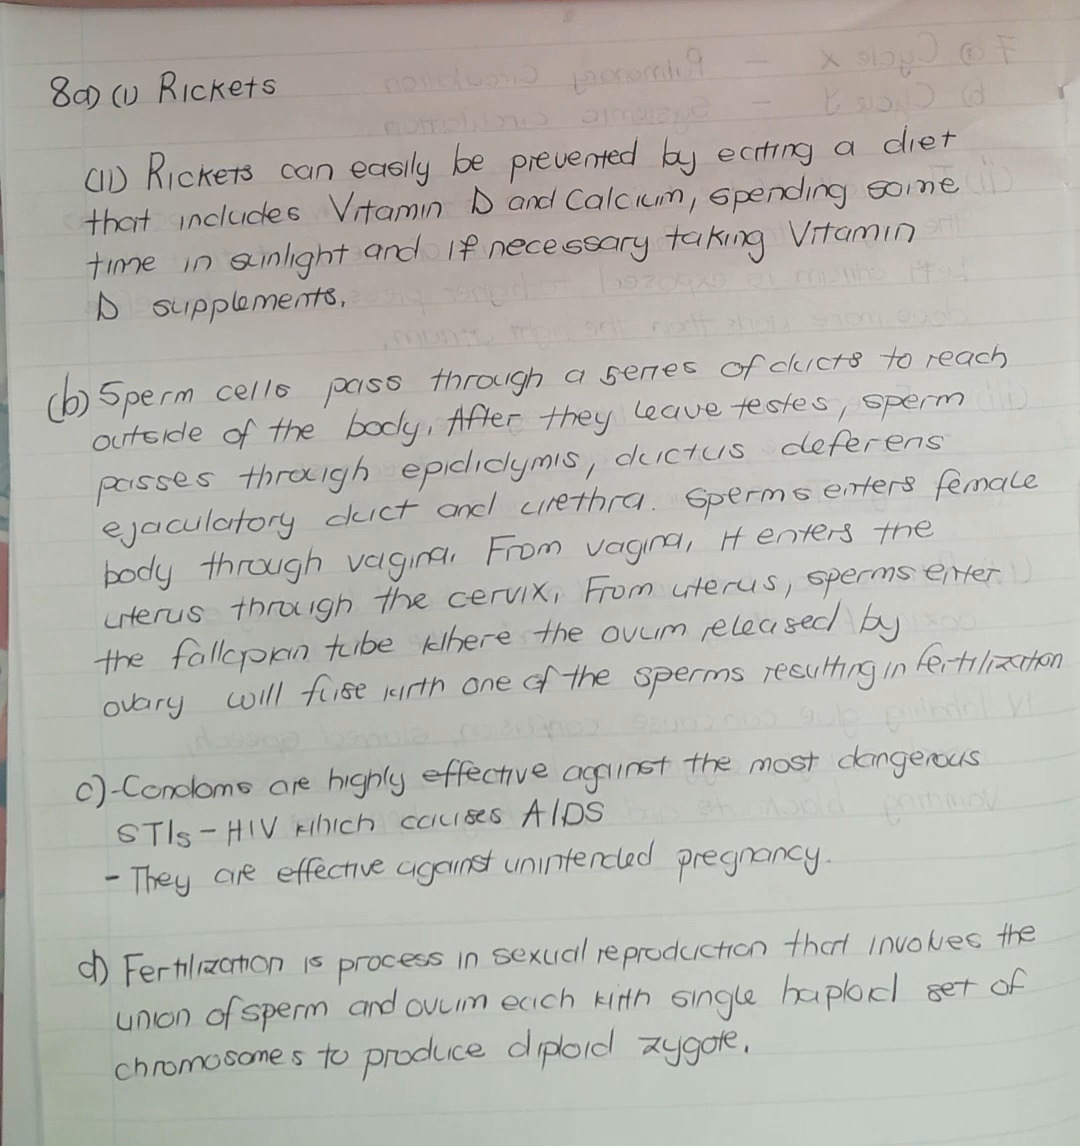 8a) (i) Rickets
(ii) Rickets can easily be prevented by eating a diet
that includes Vitamin D and Calcium, spending some
time in sunlight and if necessary taking Vitamin
D supplements.
(b) Sperm cells pass through a series of ducts to reach
outside of the body. After they leave testes, sperm
passes through epididymis, ductus deferens
ejaculatory duct and urethra. Sperms enters female
body through vagina. From vagina, it enters the
uterus through the cervix. From uterus, sperms enter
the fallopian tube where the ovum released by
ovary will fuse with one of the sperms resulting in fertilization
c) - Condoms are highly effective against the most dangerous
STIs - HIV which causes AIDS
- They are effective against unintended pregnancy.
d) Fertilization is process in sexual reproduction that involves the
union of sperm and ovum each with single haploid set of
chromosomes to produce diploid zygote.